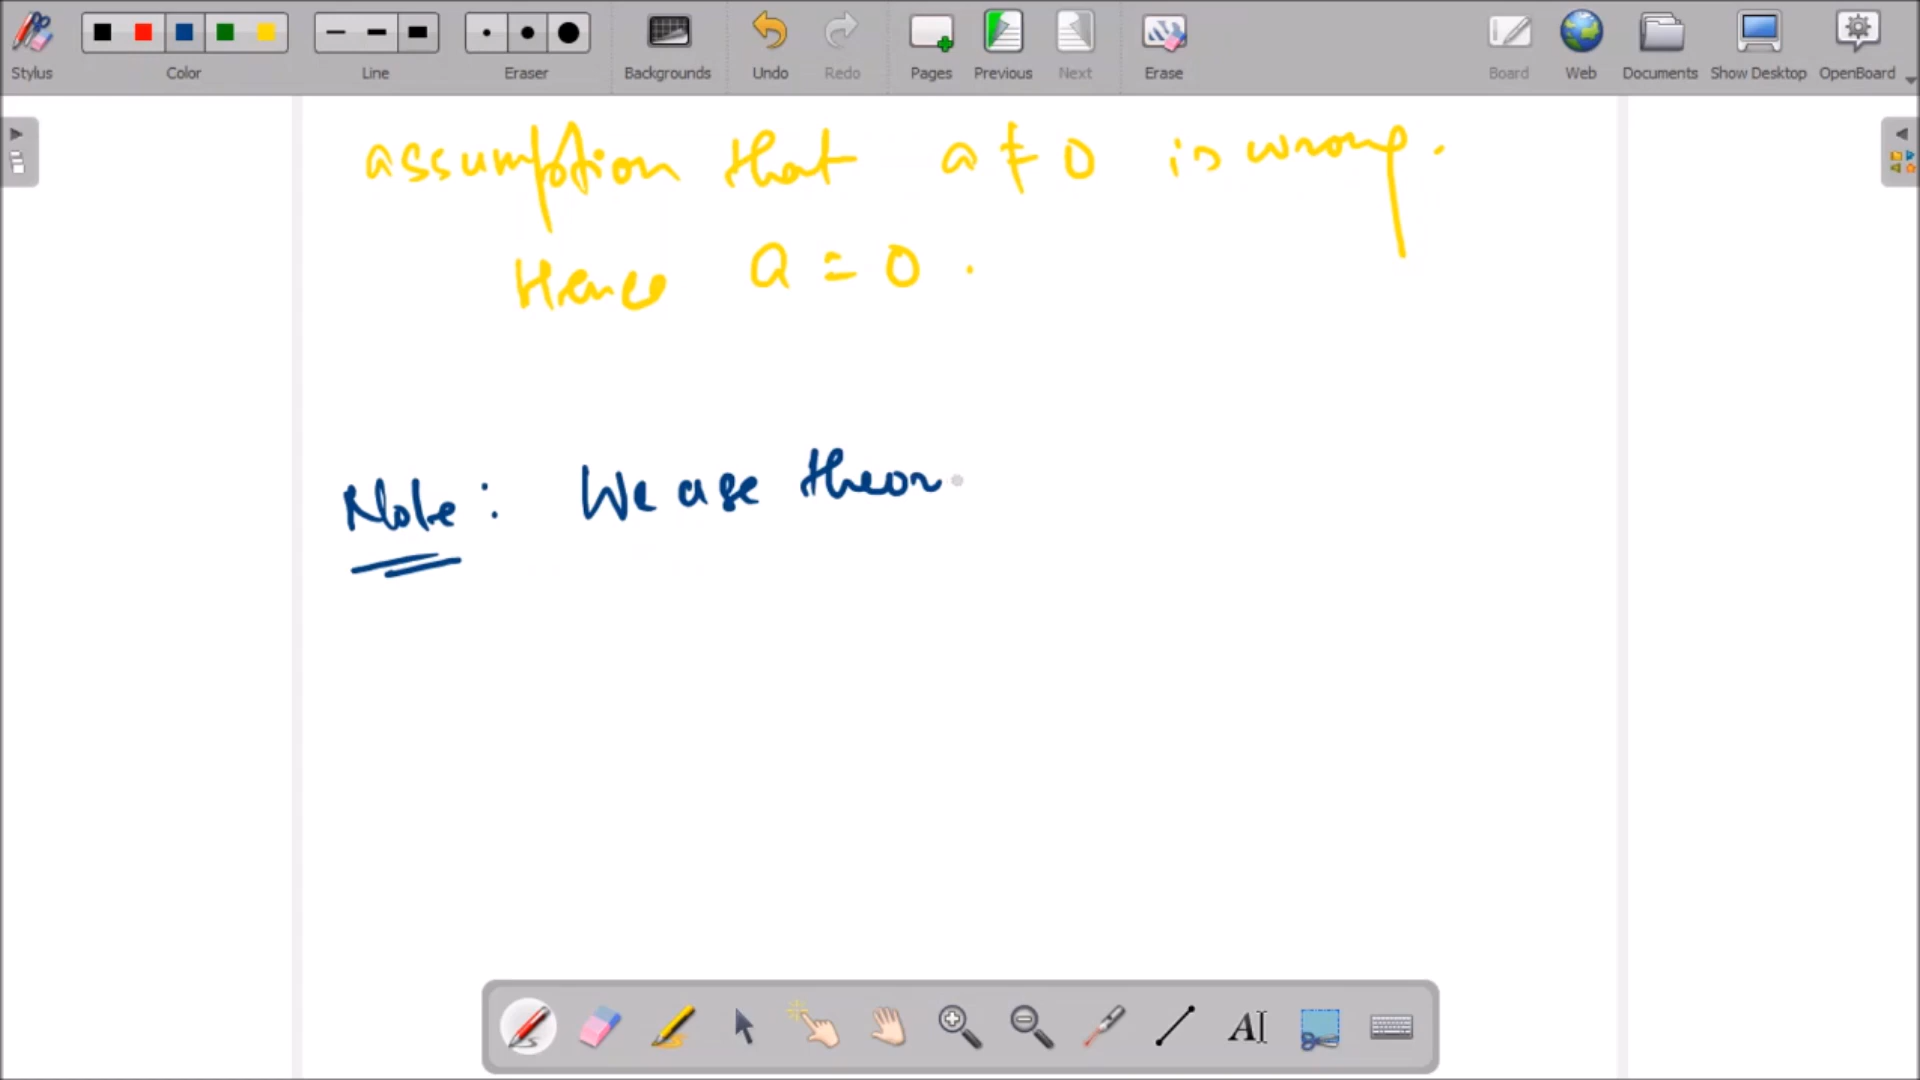 Stylus Color Line Eraser Backgrounds Undo Redo Pages Previous Next Erase Board Web Documents Show Desktop OpenBoard
assumption that a ≠ 0 is wrong.
Hence a = 0 .
Note : We use theor